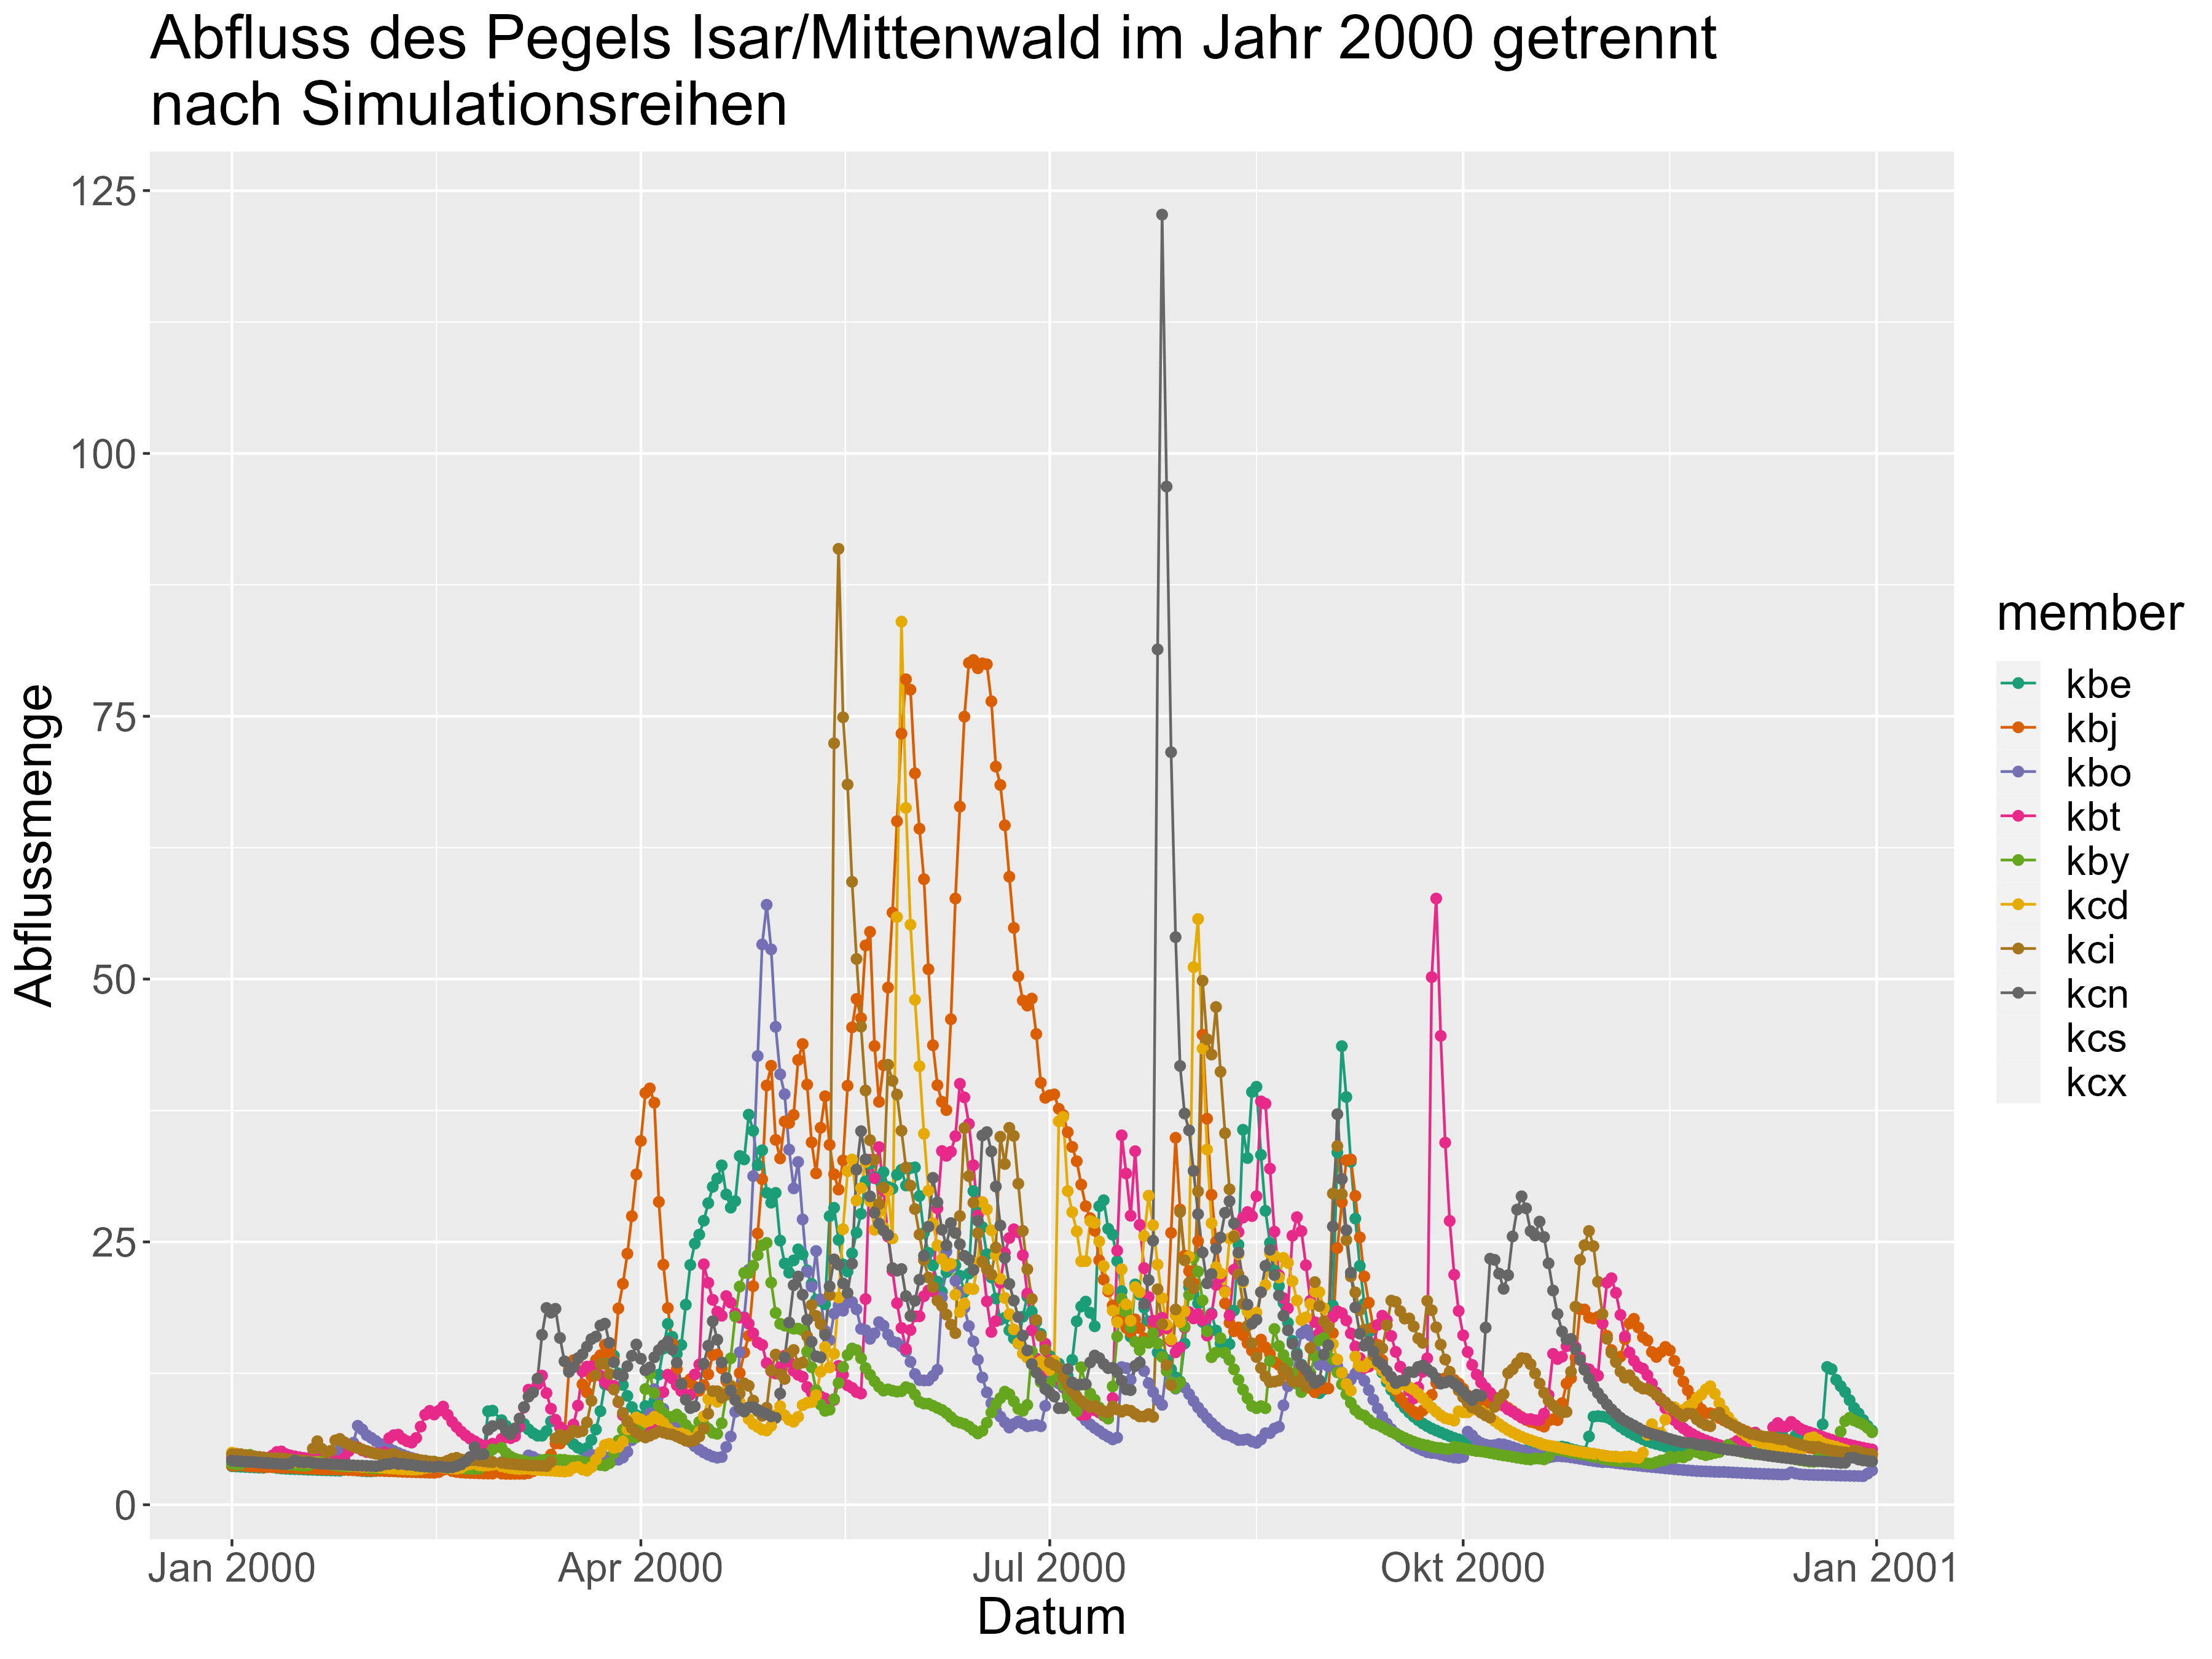 Abfluss des Pegels Isar/Mittenwald im Jahr 2000 getrennt
nach Simulationsreihen
Abflussmenge
125
100
75
50
25
0
Jan 2000
Apr 2000
Jul 2000
Okt 2000
Jan 2001
Datum
member
kbe
kbj
kbo
kbt
kby
kcd
kci
kcn
kcs
kcx